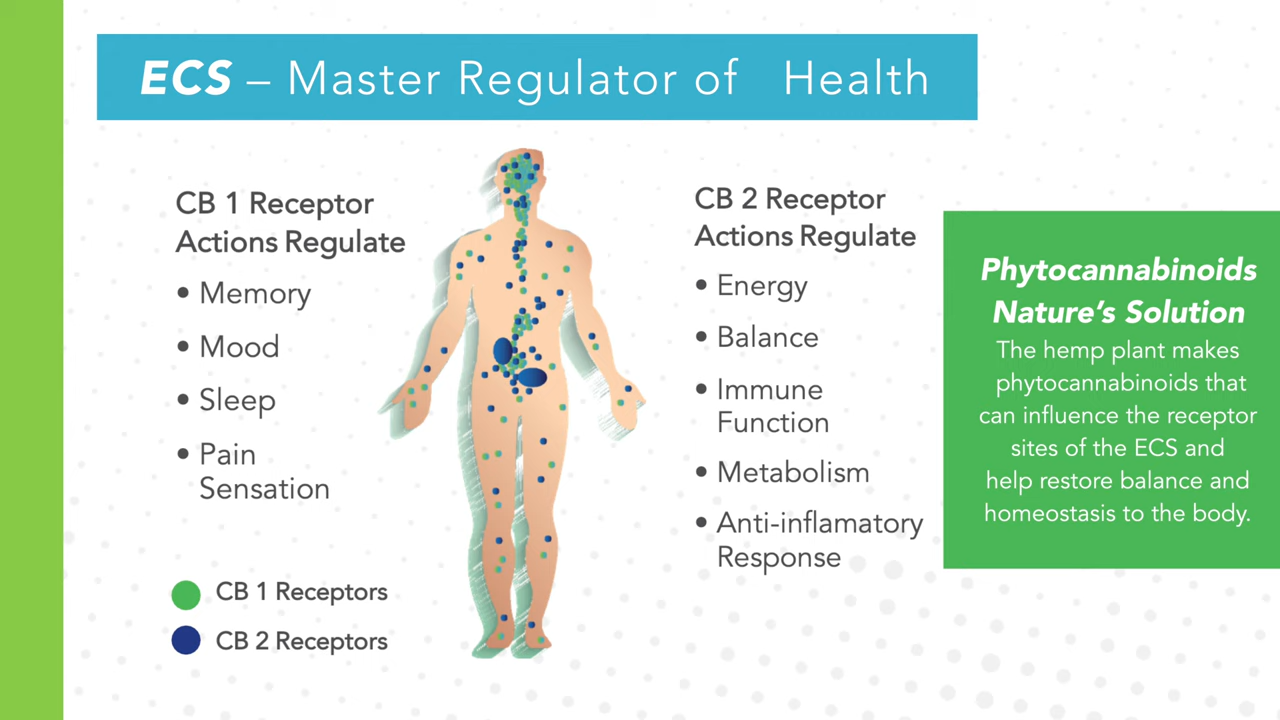 ECS – Master Regulator of Health
CB 1 Receptor
Actions Regulate
• Memory
• Mood
• Sleep
• Pain
Sensation
CB 1 Receptors
CB 2 Receptors
CB 2 Receptor
Actions Regulate
• Energy
• Balance
• Immune
Function
• Metabolism
• Anti-inflamatory
Response
Phytocannabinoids
Nature's Solution
The hemp plant makes
phytocannabinoids that
can influence the receptor
sites of the ECS and
help restore balance and
homeostasis to the body.